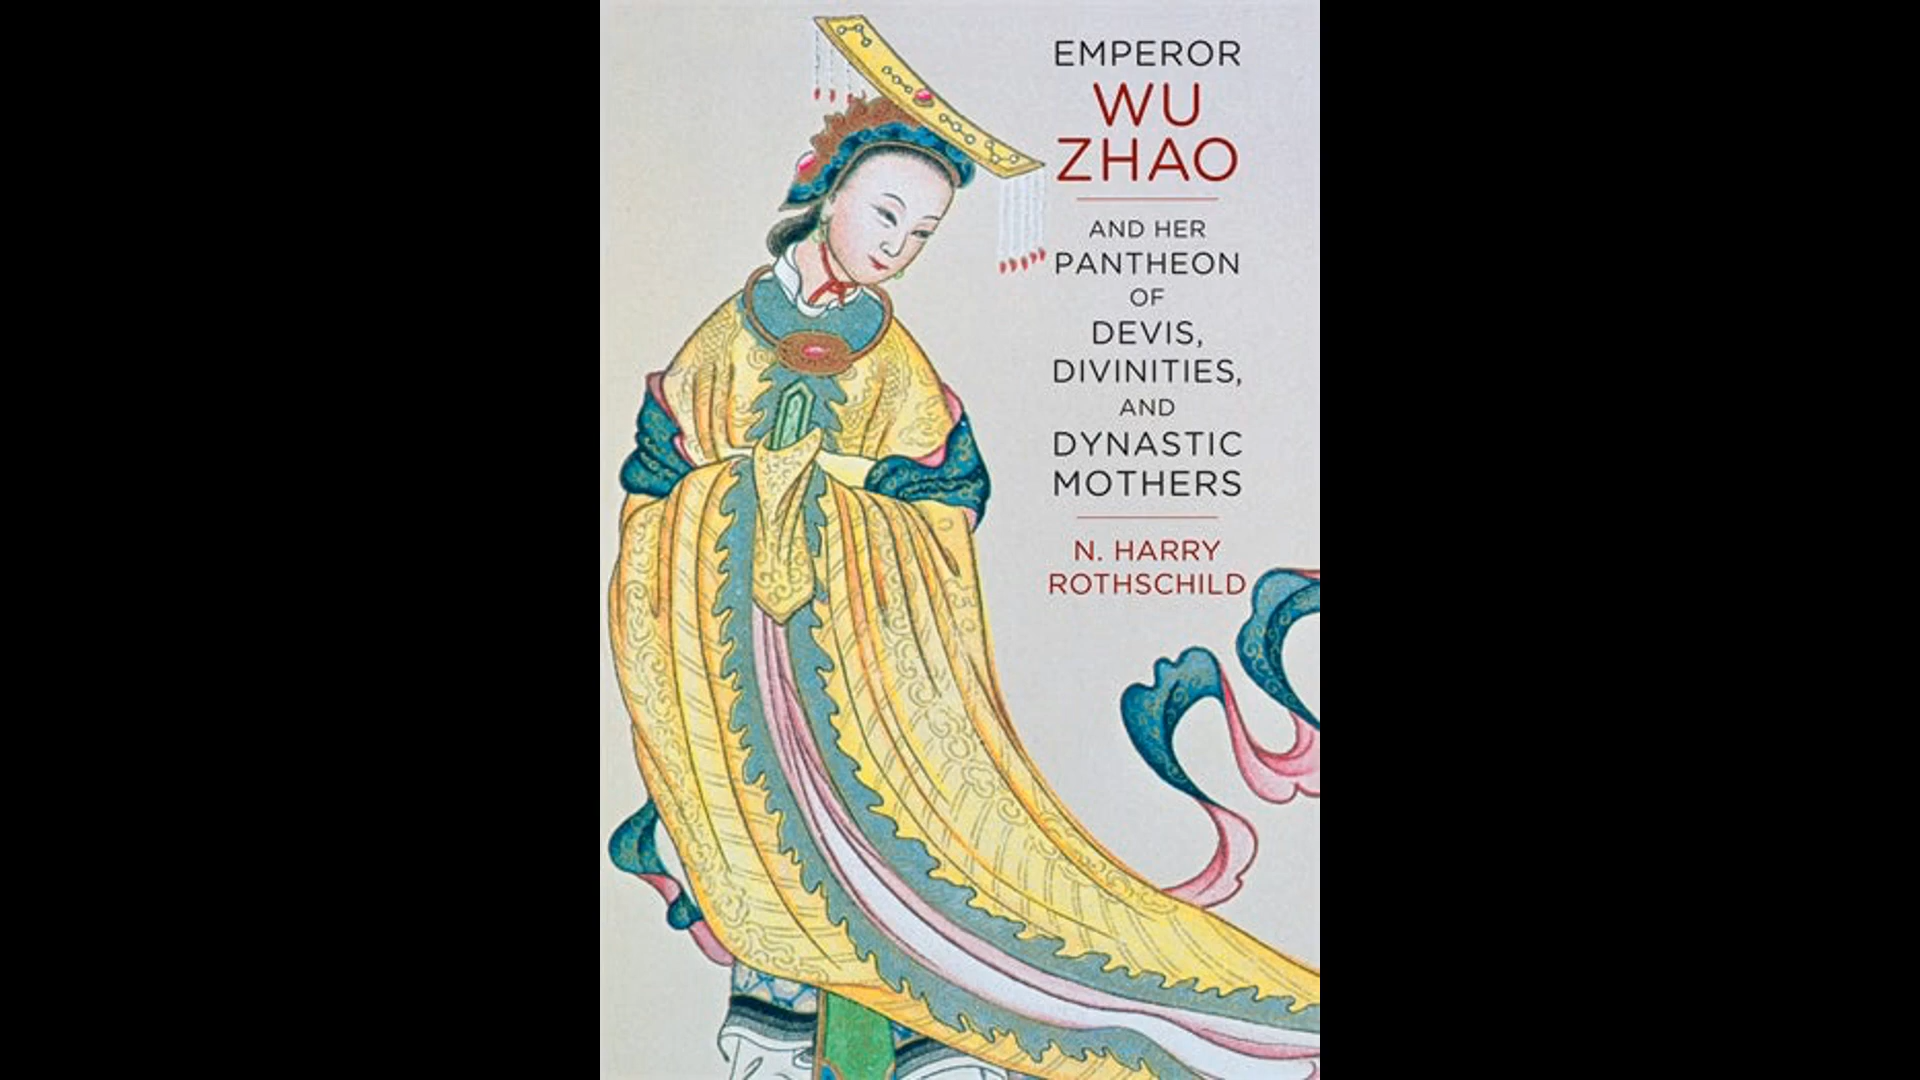 EMPEROR
WU
ZHAO
AND HER
PANTHEON
OF
DEVIS,
DIVINITIES,
AND
DYNASTIC
MOTHERS
N. HARRY
ROTHSCHILD